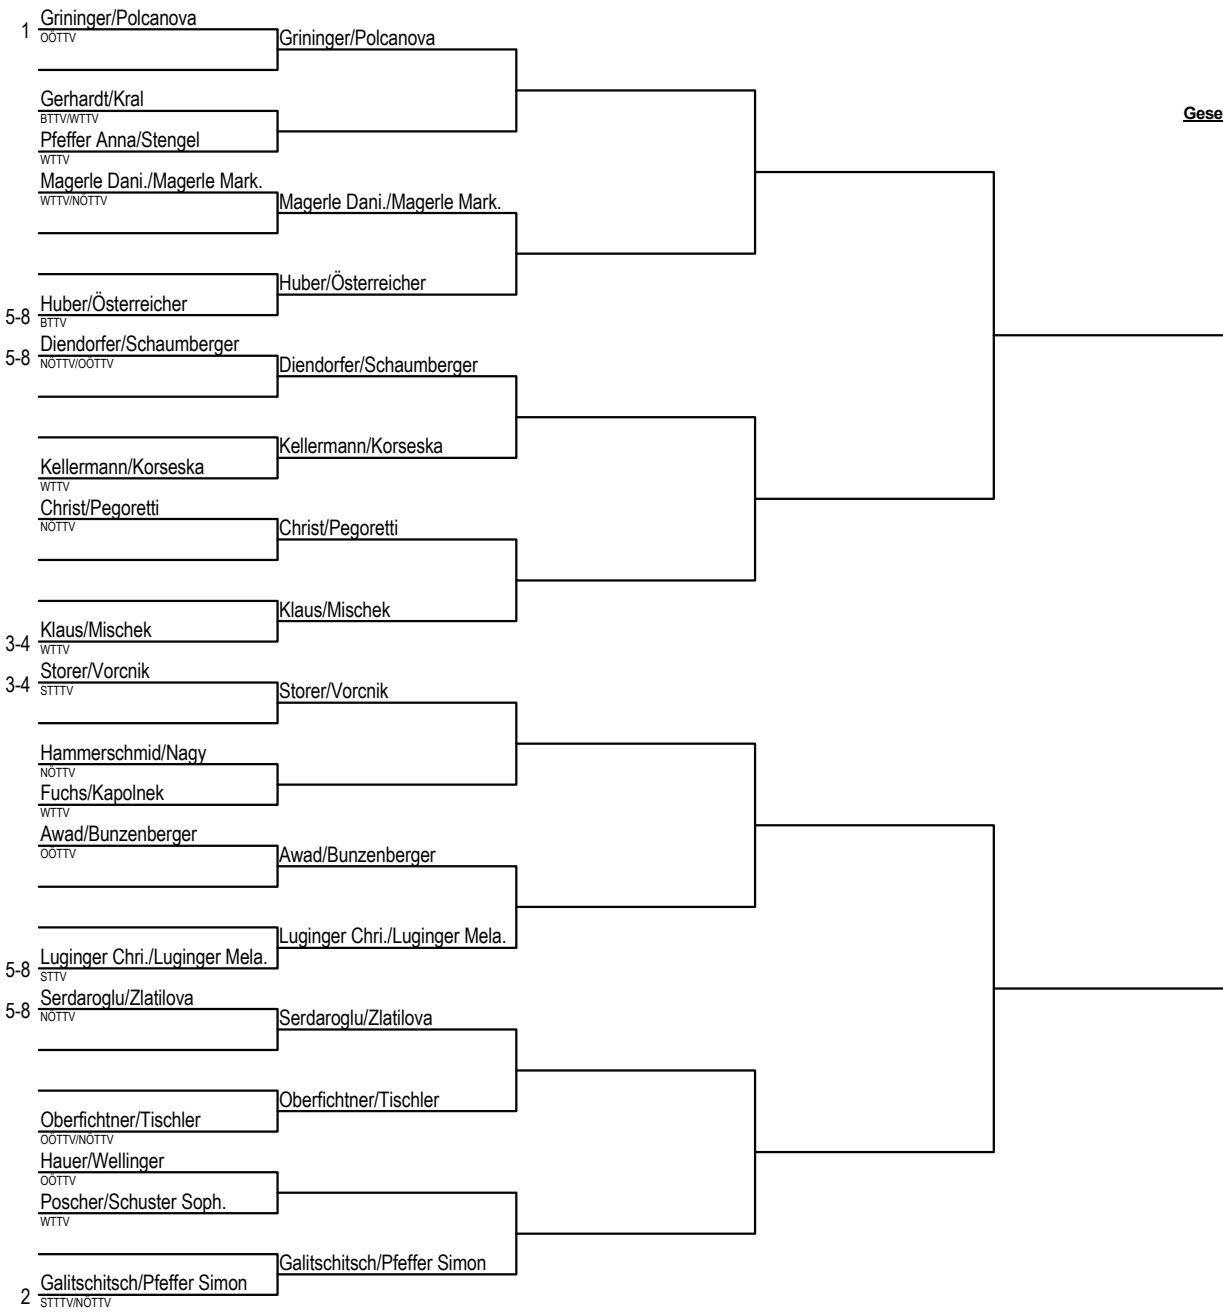 Grininger/Polcanova
1
OÖTTV
Grininger/Polcanova
Gerhardt/Kral
BTTV/WTTV
Gese
Pfeffer Anna/Stengel
WTTV
Magerle Dani./Magerle Mark.
WTTV/NÖTTV
Magerle Dani./Magerle Mark.
Huber/Österreicher
Huber/Österreicher
5-8
BTTV
Diendorfer/Schaumberger
5-8
NÖTTV/OÖTTV
Diendorfer/Schaumberger
Kellermann/Korseska
Kellermann/Korseska
WTTV
Christ/Pegoretti
NÖTTV
Christ/Pegoretti
Klaus/Mischek
Klaus/Mischek
3-4
WTTV
Storer/Vorcnik
3-4
STTTV
Storer/Vorcnik
Hammerschmid/Nagy
NÖTTV
Fuchs/Kapolnek
WTTV
Awad/Bunzenberger
OÖTTV
Awad/Bunzenberger
Luginger Chri./Luginger Mela.
Luginger Chri./Luginger Mela.
5-8
STTV
Serdaroglu/Zlatilova
5-8
NÖTTV
Serdaroglu/Zlatilova
Oberfichtner/Tischler
Oberfichtner/Tischler
OÖTTV/NÖTTV
Hauer/Wellinger
OÖTTV
Poscher/Schuster Soph.
WTTV
Galitschitsch/Pfeffer Simon
Galitschitsch/Pfeffer Simon
2
STTTV/NÖTTV